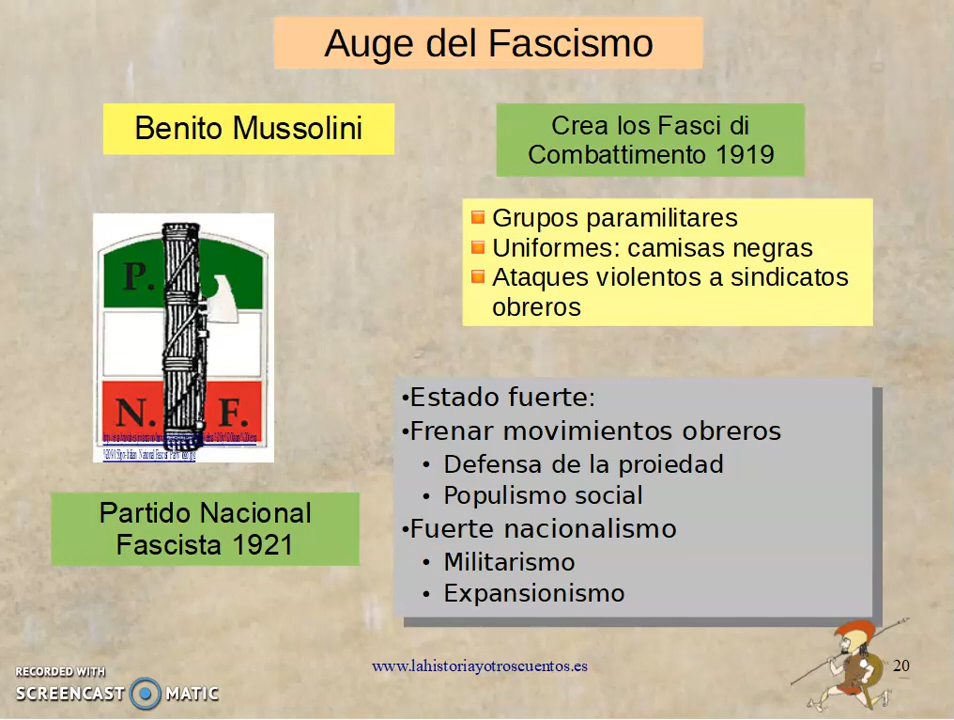 Auge del Fascismo
Benito Mussolini
Crea los Fasci di
Combattimento 1919
Grupos paramilitares
Uniformes: camisas negras
Ataques violentos a sindicatos
obreros
P.
N. F.
Partido Nacional
Fascista 1921
•Estado fuerte:
•Frenar movimientos obreros
• Defensa de la proiedad
• Populismo social
•Fuerte nacionalismo
• Militarismo
• Expansionismo
RECORDED WITH
SCREENCAST MATIC
www.lahistoriayotroscuentos.es
20